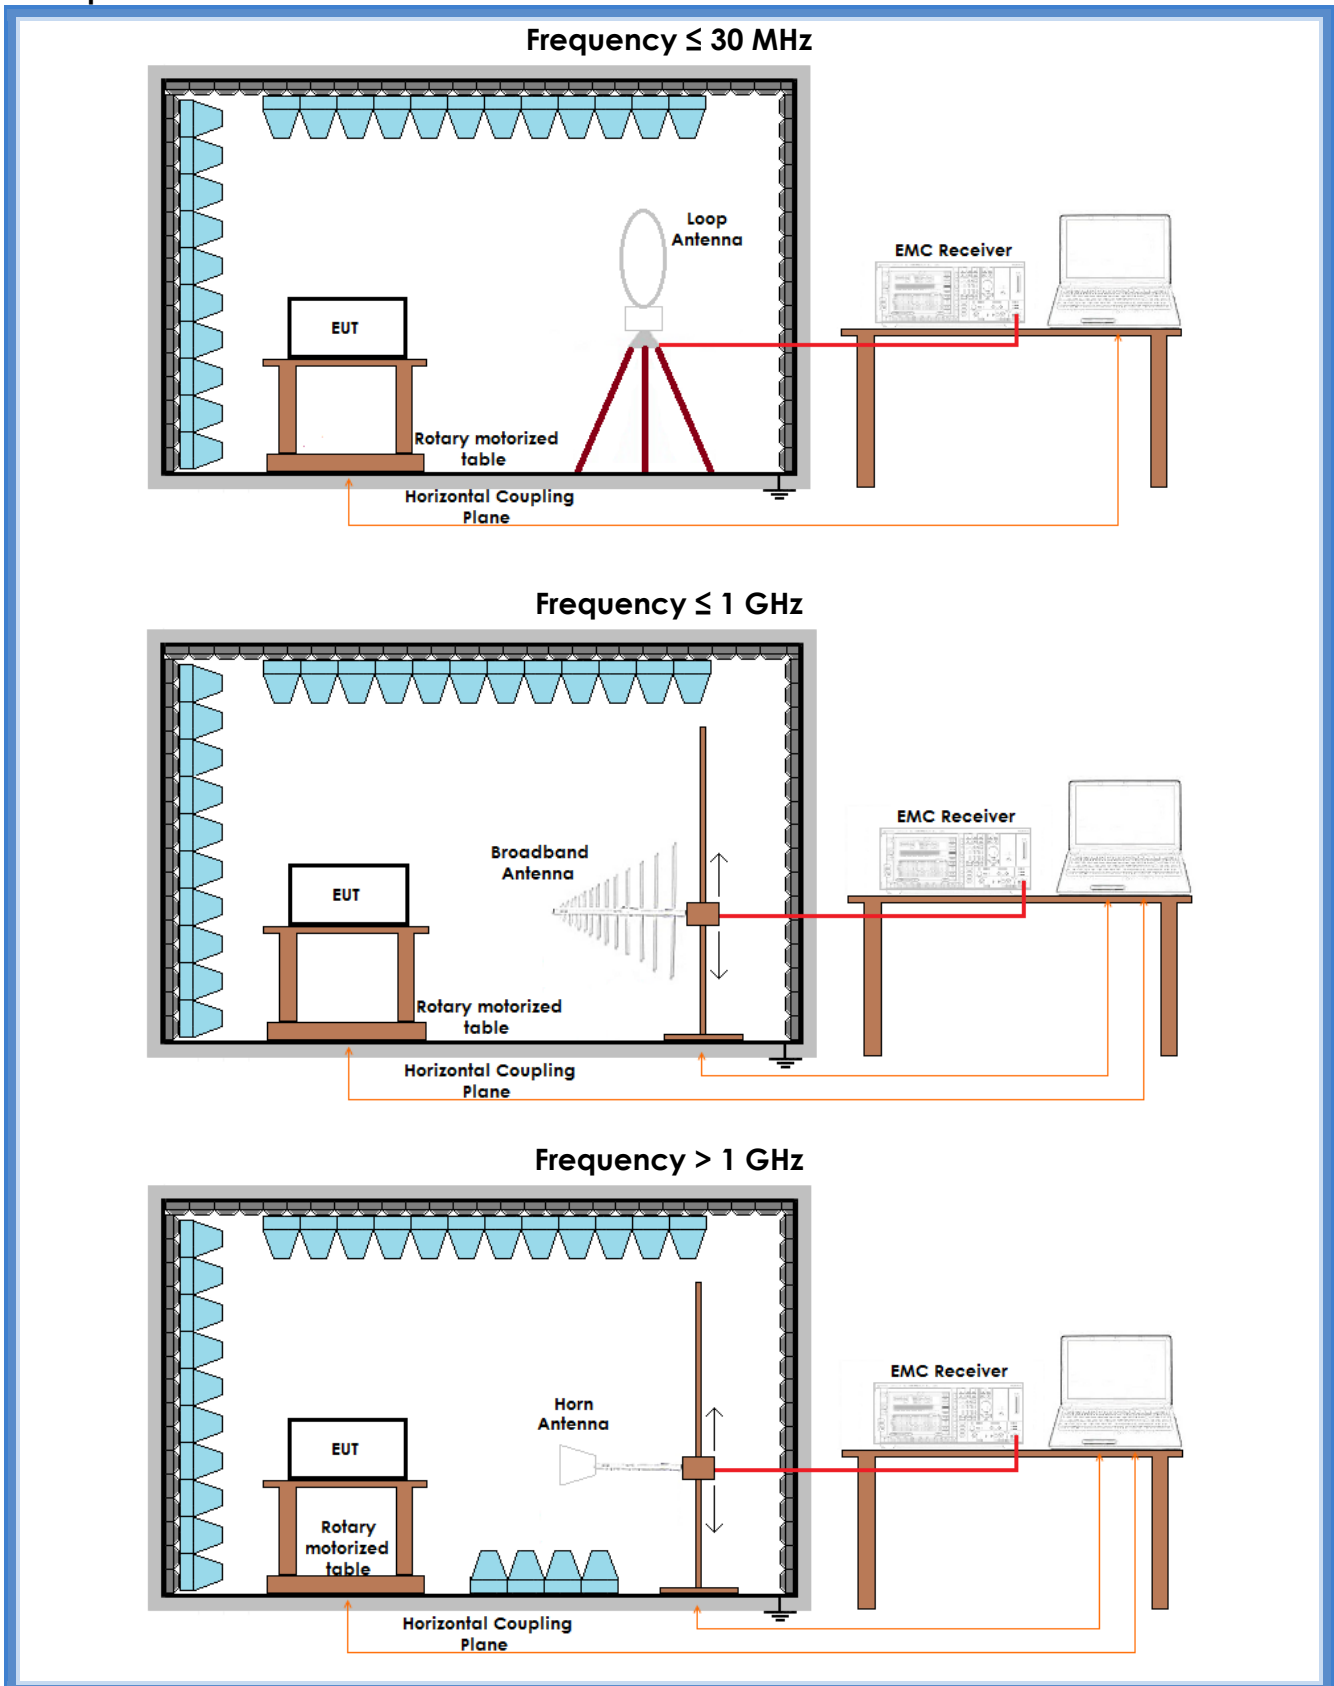 Frequency ≤ 30 MHz
Loop
Antenna
EMC Receiver
EUT
Rotary motorized
table
Horizontal Coupling
Plane
Frequency ≤ 1 GHz
EMC Receiver
Broadband
Antenna
EUT
Rotary motorized
table
Horizontal Coupling
Plane
Frequency > 1 GHz
EMC Receiver
Horn
Antenna
EUT
Rotary
motorized
table
Horizontal Coupling
Plane